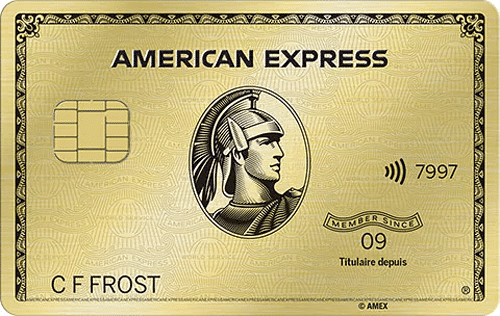 AMERICAN EXPRESS
7997
MEMBER SINCE
09
Titulaire depuis
C F FROST
®
© AMEX